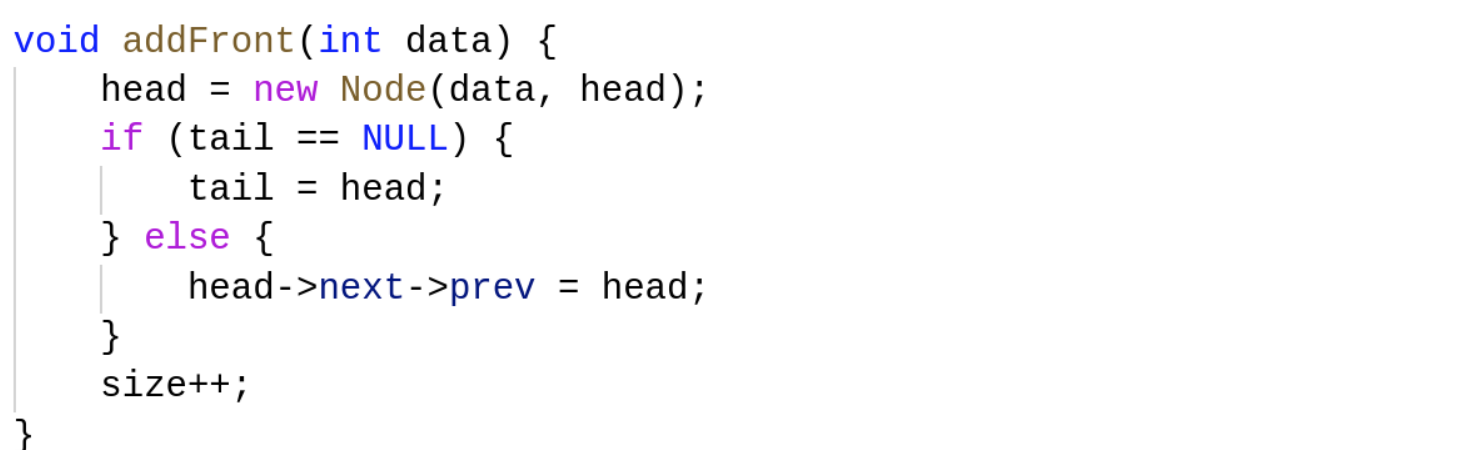 void addFront(int data) {
    head = new Node(data, head);
    if (tail == NULL) {
        tail = head;
    } else {
        head->next->prev = head;
    }
    size++;
}